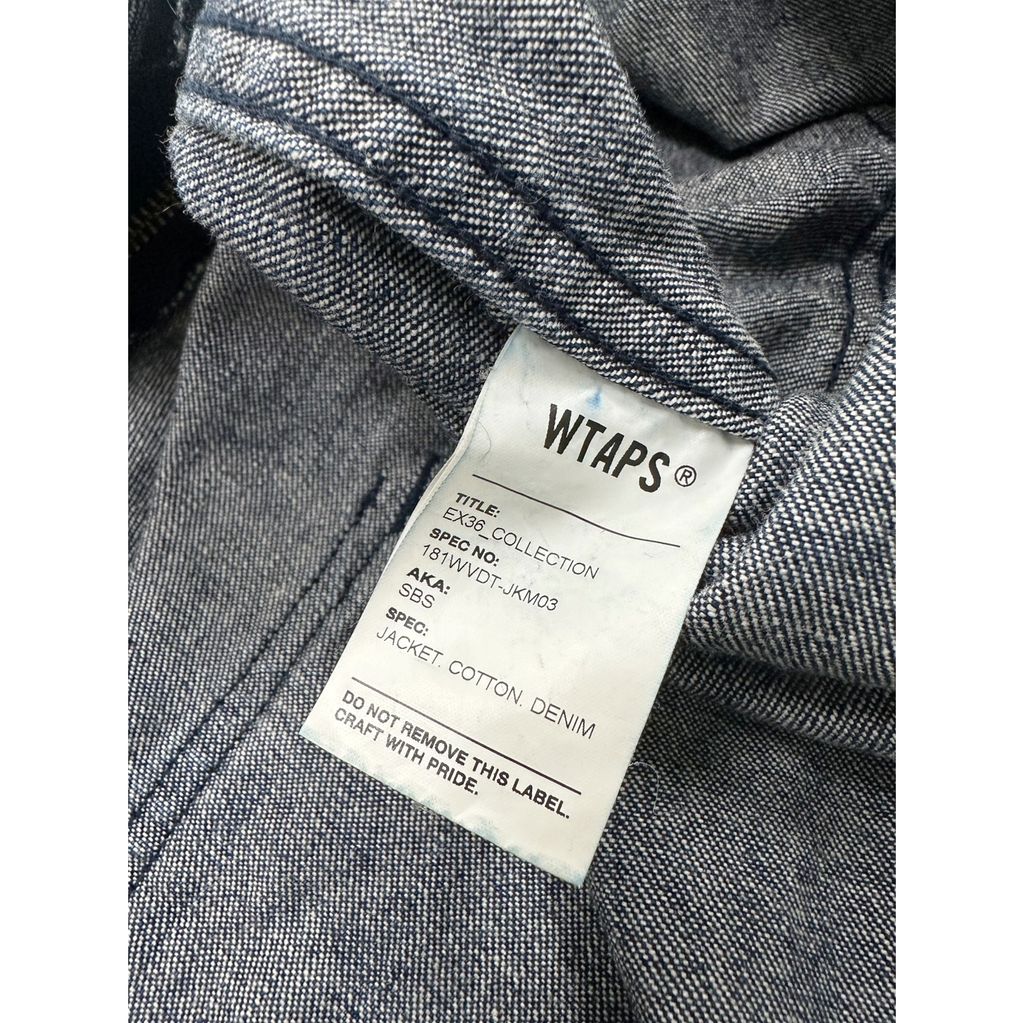 WTAPS®
TITLE:
EX36_COLLECTION
SPEC NO:
181WVDT-JKM03
AKA:
SBS
SPEC:
JACKET. COTTON. DENIM
DO NOT REMOVE THIS LABEL.
CRAFT WITH PRIDE.